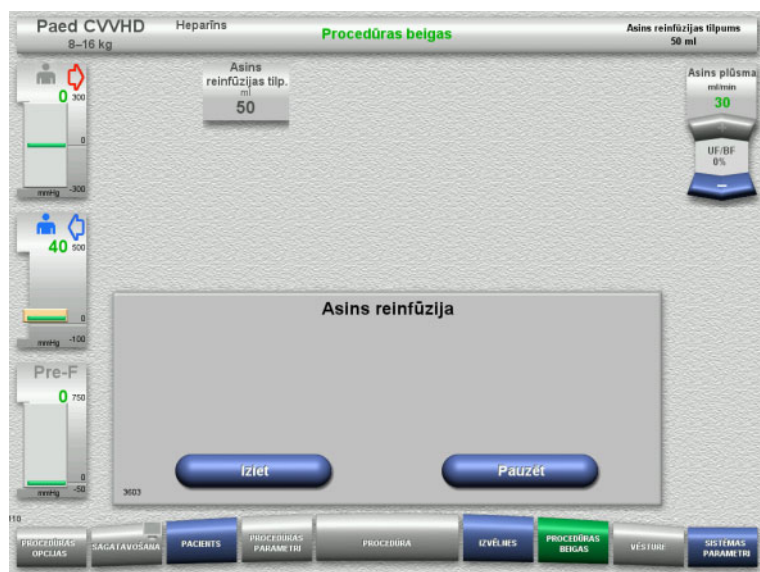 Paed CVVHD
8–16 kg
Heparīns
Procedūras beigas
Asins reinfūzijas tilpums
50 ml
0
300
0
-300
mmHg
Asins
reinfūzijas tilp.
ml
50
Asins plūsma
ml/min
30
+
UF/BF
0%
–
40
500
0
-100
mmHg
Pre-F
0
750
0
-50
mmHg
Asins reinfūzija
Iziet
Pauzēt
3603
PROCEDŪRAS
OPCIJAS
SAGATAVOŠANA
PACIENTS
PROCEDŪRAS
PARAMETRI
PROCEDŪRA
IZVĒLNES
PROCEDŪRAS
BEIGAS
VĒSTURE
SISTĒMAS
PARAMETRI